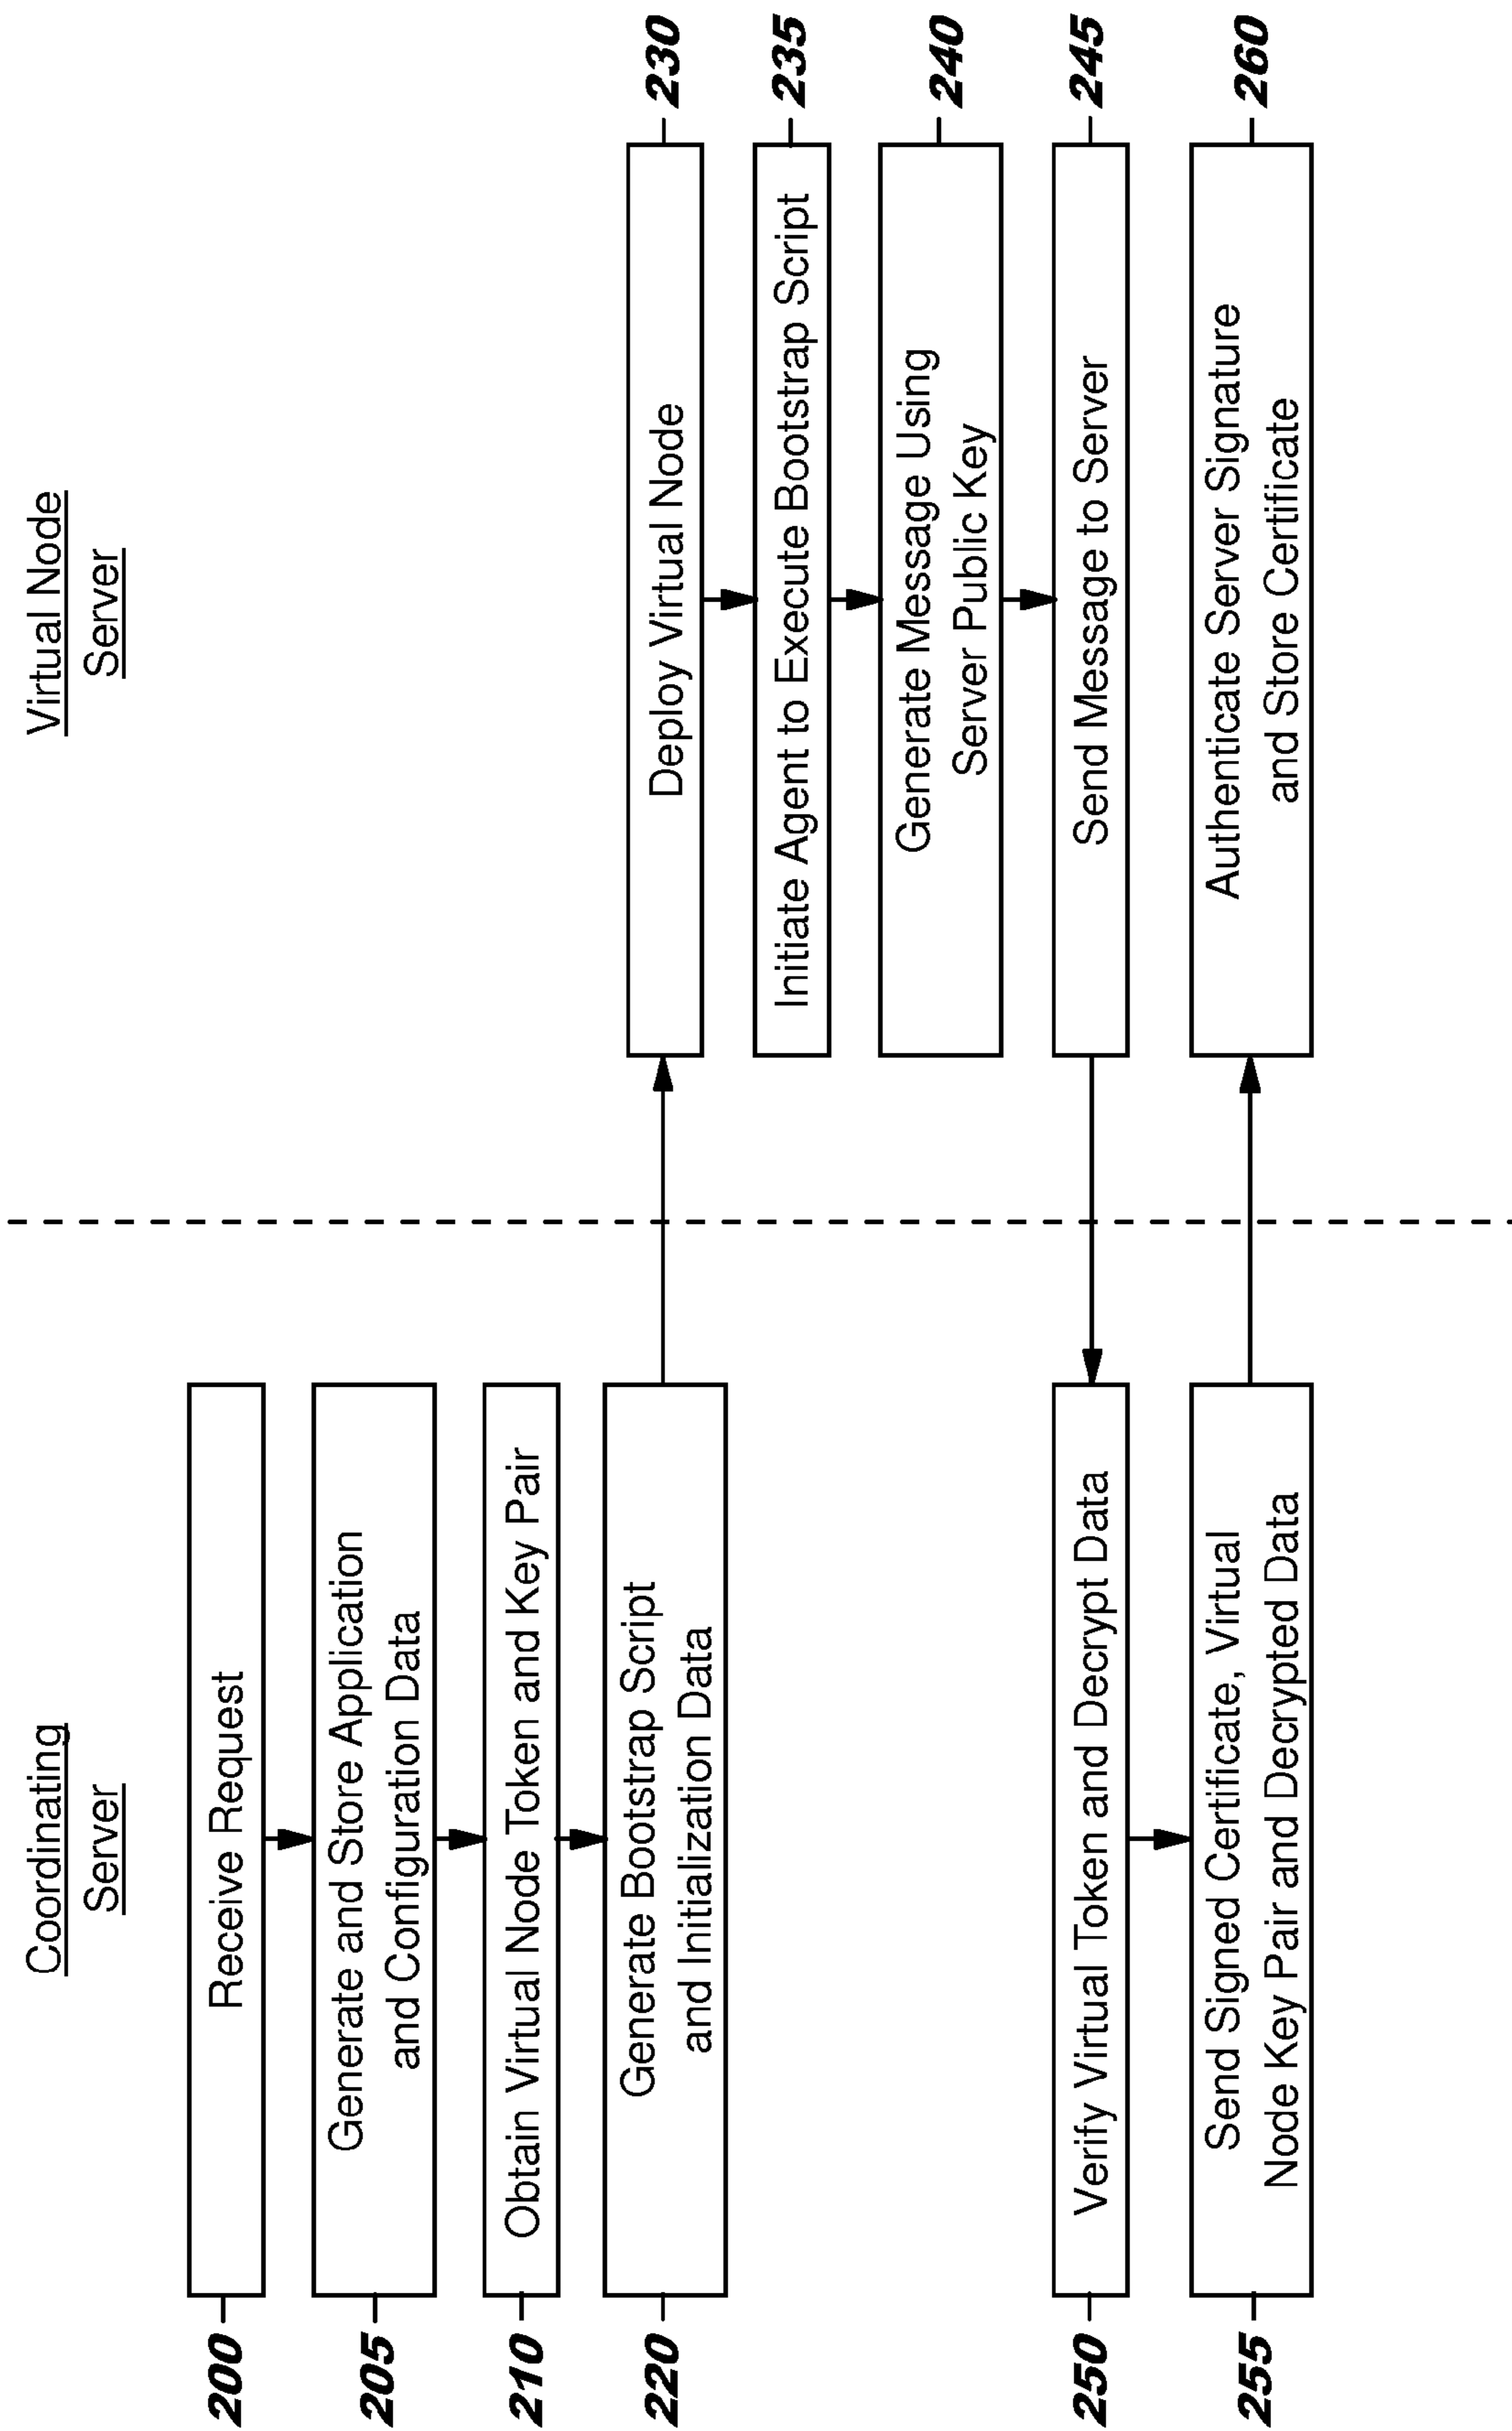 Coordinating
Server
Virtual Node
Server
200
Receive Request
205
Generate and Store Application
and Configuration Data
210
Obtain Virtual Node Token and Key Pair
220
Generate Bootstrap Script
and Initialization Data
Deploy Virtual Node
230
Initiate Agent to Execute Bootstrap Script
235
Generate Message Using
Server Public Key
240
Send Message to Server
245
250
Verify Virtual Token and Decrypt Data
255
Send Signed Certificate, Virtual
Node Key Pair and Decrypted Data
Authenticate Server Signature
and Store Certificate
260